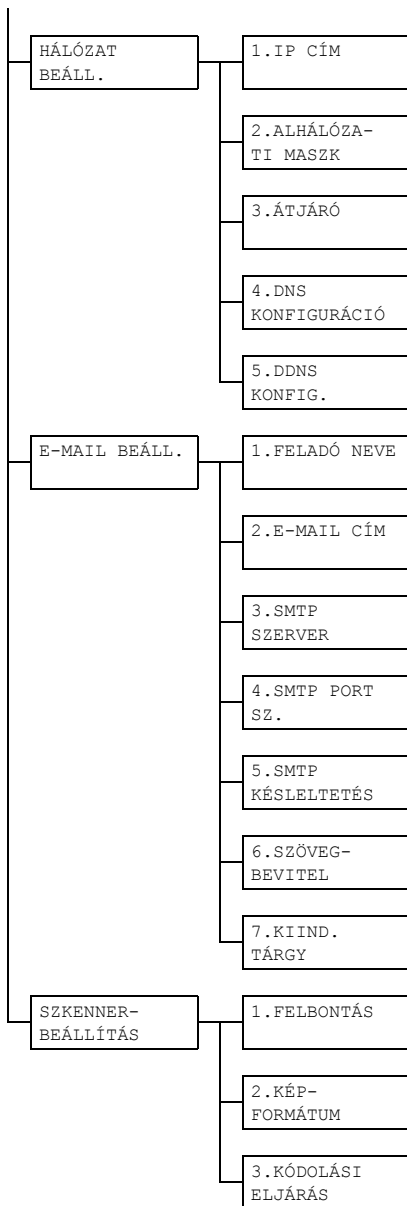 HÁLÓZAT
BEÁLL.
1.IP CÍM
2.ALHÁLÓZA-
TI MASZK
3.ÁTJÁRÓ
4.DNS
KONFIGURÁCIÓ
5.DDNS
KONFIG.
E-MAIL BEÁLL.
1.FELADÓ NEVE
2.E-MAIL CÍM
3.SMTP
SZERVER
4.SMTP PORT
SZ.
5.SMTP
KÉSLELTETÉS
6.SZÖVEG-
BEVITEL
7.KIIND.
TÁRGY
SZKENNER-
BEÁLLÍTÁS
1.FELBONTÁS
2.KÉP-
FORMÁTUM
3.KÓDOLÁSI
ELJÁRÁS